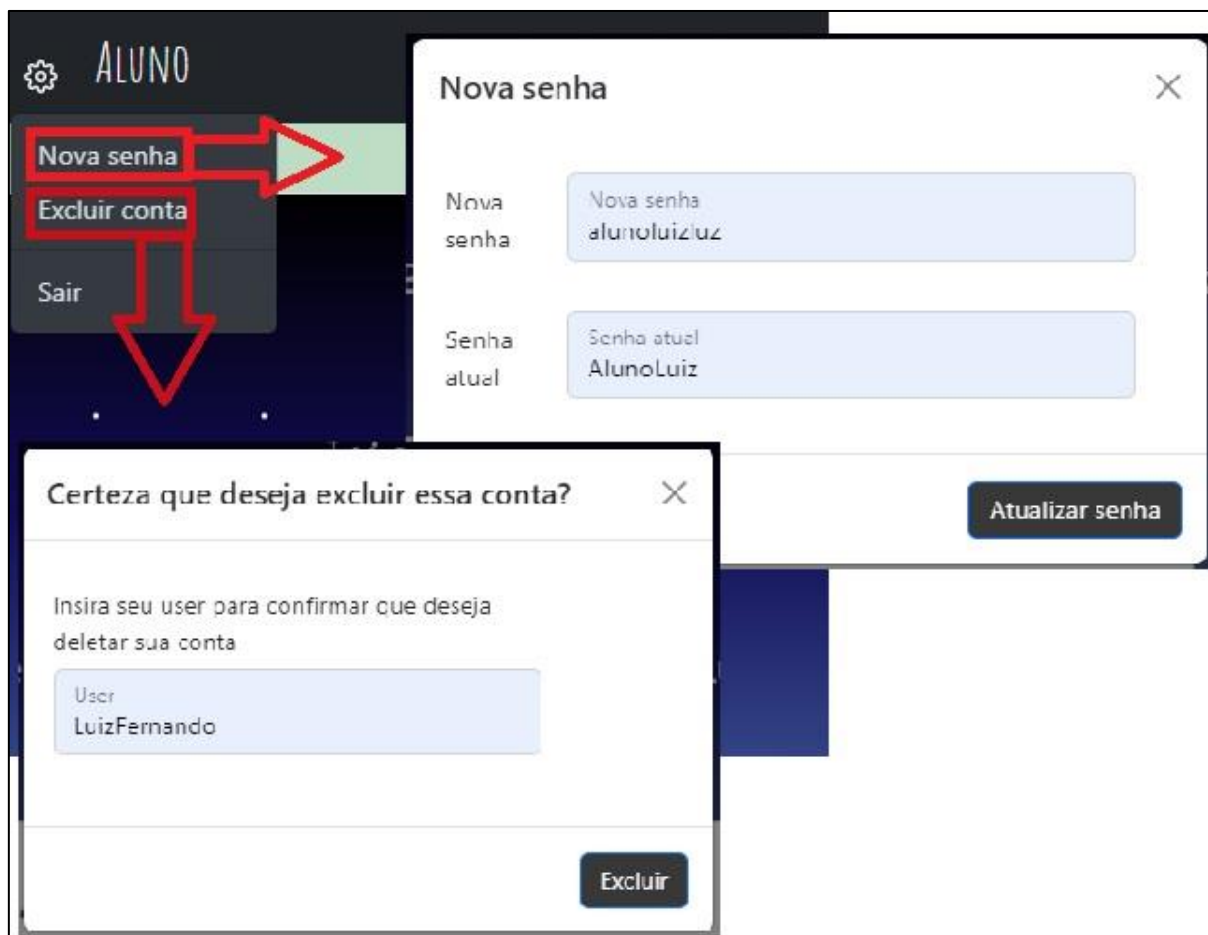 ALUNO
Nova senha
Excluir conta
Sair
Nova senha
Nova
senha
Nova senha
alunoluizluz
Senha
atual
Senha atual
AlunoLuiz
Atualizar senha
Certeza que deseja excluir essa conta?
Insira seu user para confirmar que deseja
deletar sua conta
User
LuizFernando
Excluir